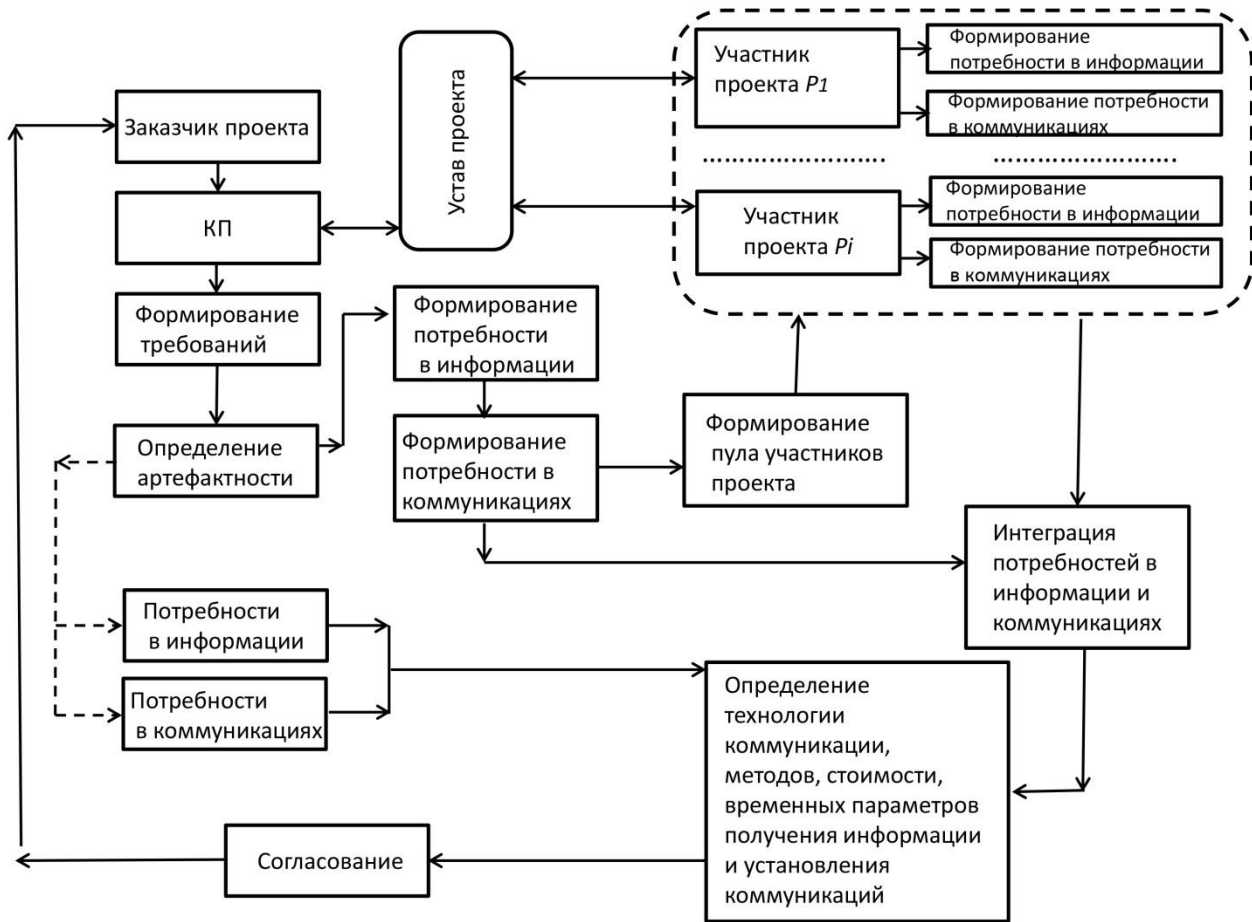 Заказчик проекта
КП
Формирование
требований
Определение
артефактности
Устав проекта
Участник
проекта P1
Формирование
потребности в информации
Формирование потребности
в коммуникациях
Участник
проекта Pi
Формирование
потребности в информации
Формирование потребности
в коммуникациях
Формирование
потребности
в информации
Формирование
потребности в
коммуникациях
Формирование
пула участников
проекта
Интеграция
потребностей в
информации и
коммуникациях
Потребности
в информации
Потребности
в коммуникациях
Определение
технологии
коммуникации,
методов, стоимости,
временных параметров
получения информации
и установления
коммуникаций
Согласование